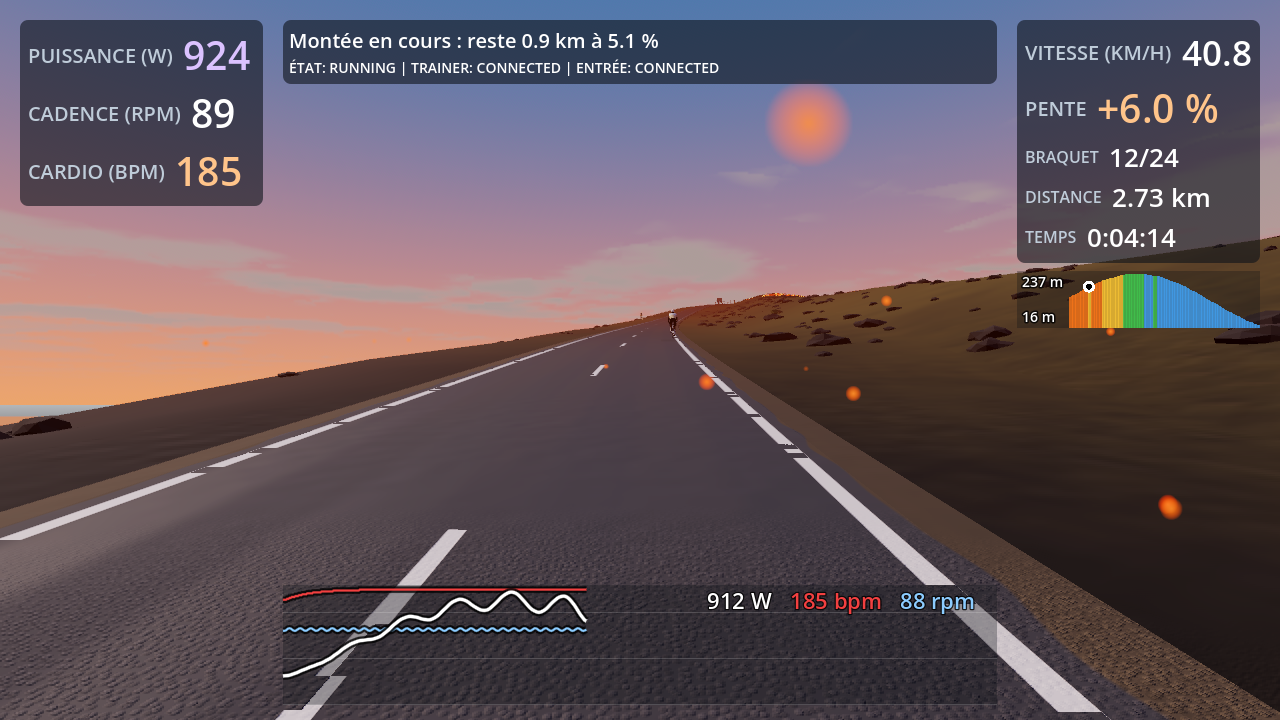 PUISSANCE (W) 924
CADENCE (RPM) 89
CARDIO (BPM) 185
Montée en cours : reste 0.9 km à 5.1 %
ÉTAT: RUNNING | TRAINER: CONNECTED | ENTRÉE: CONNECTED
VITESSE (KM/H) 40.8
PENTE +6.0 %
BRAQUET 12/24
DISTANCE 2.73 km
TEMPS 0:04:14
237 m
16 m
912 W 185 bpm 88 rpm